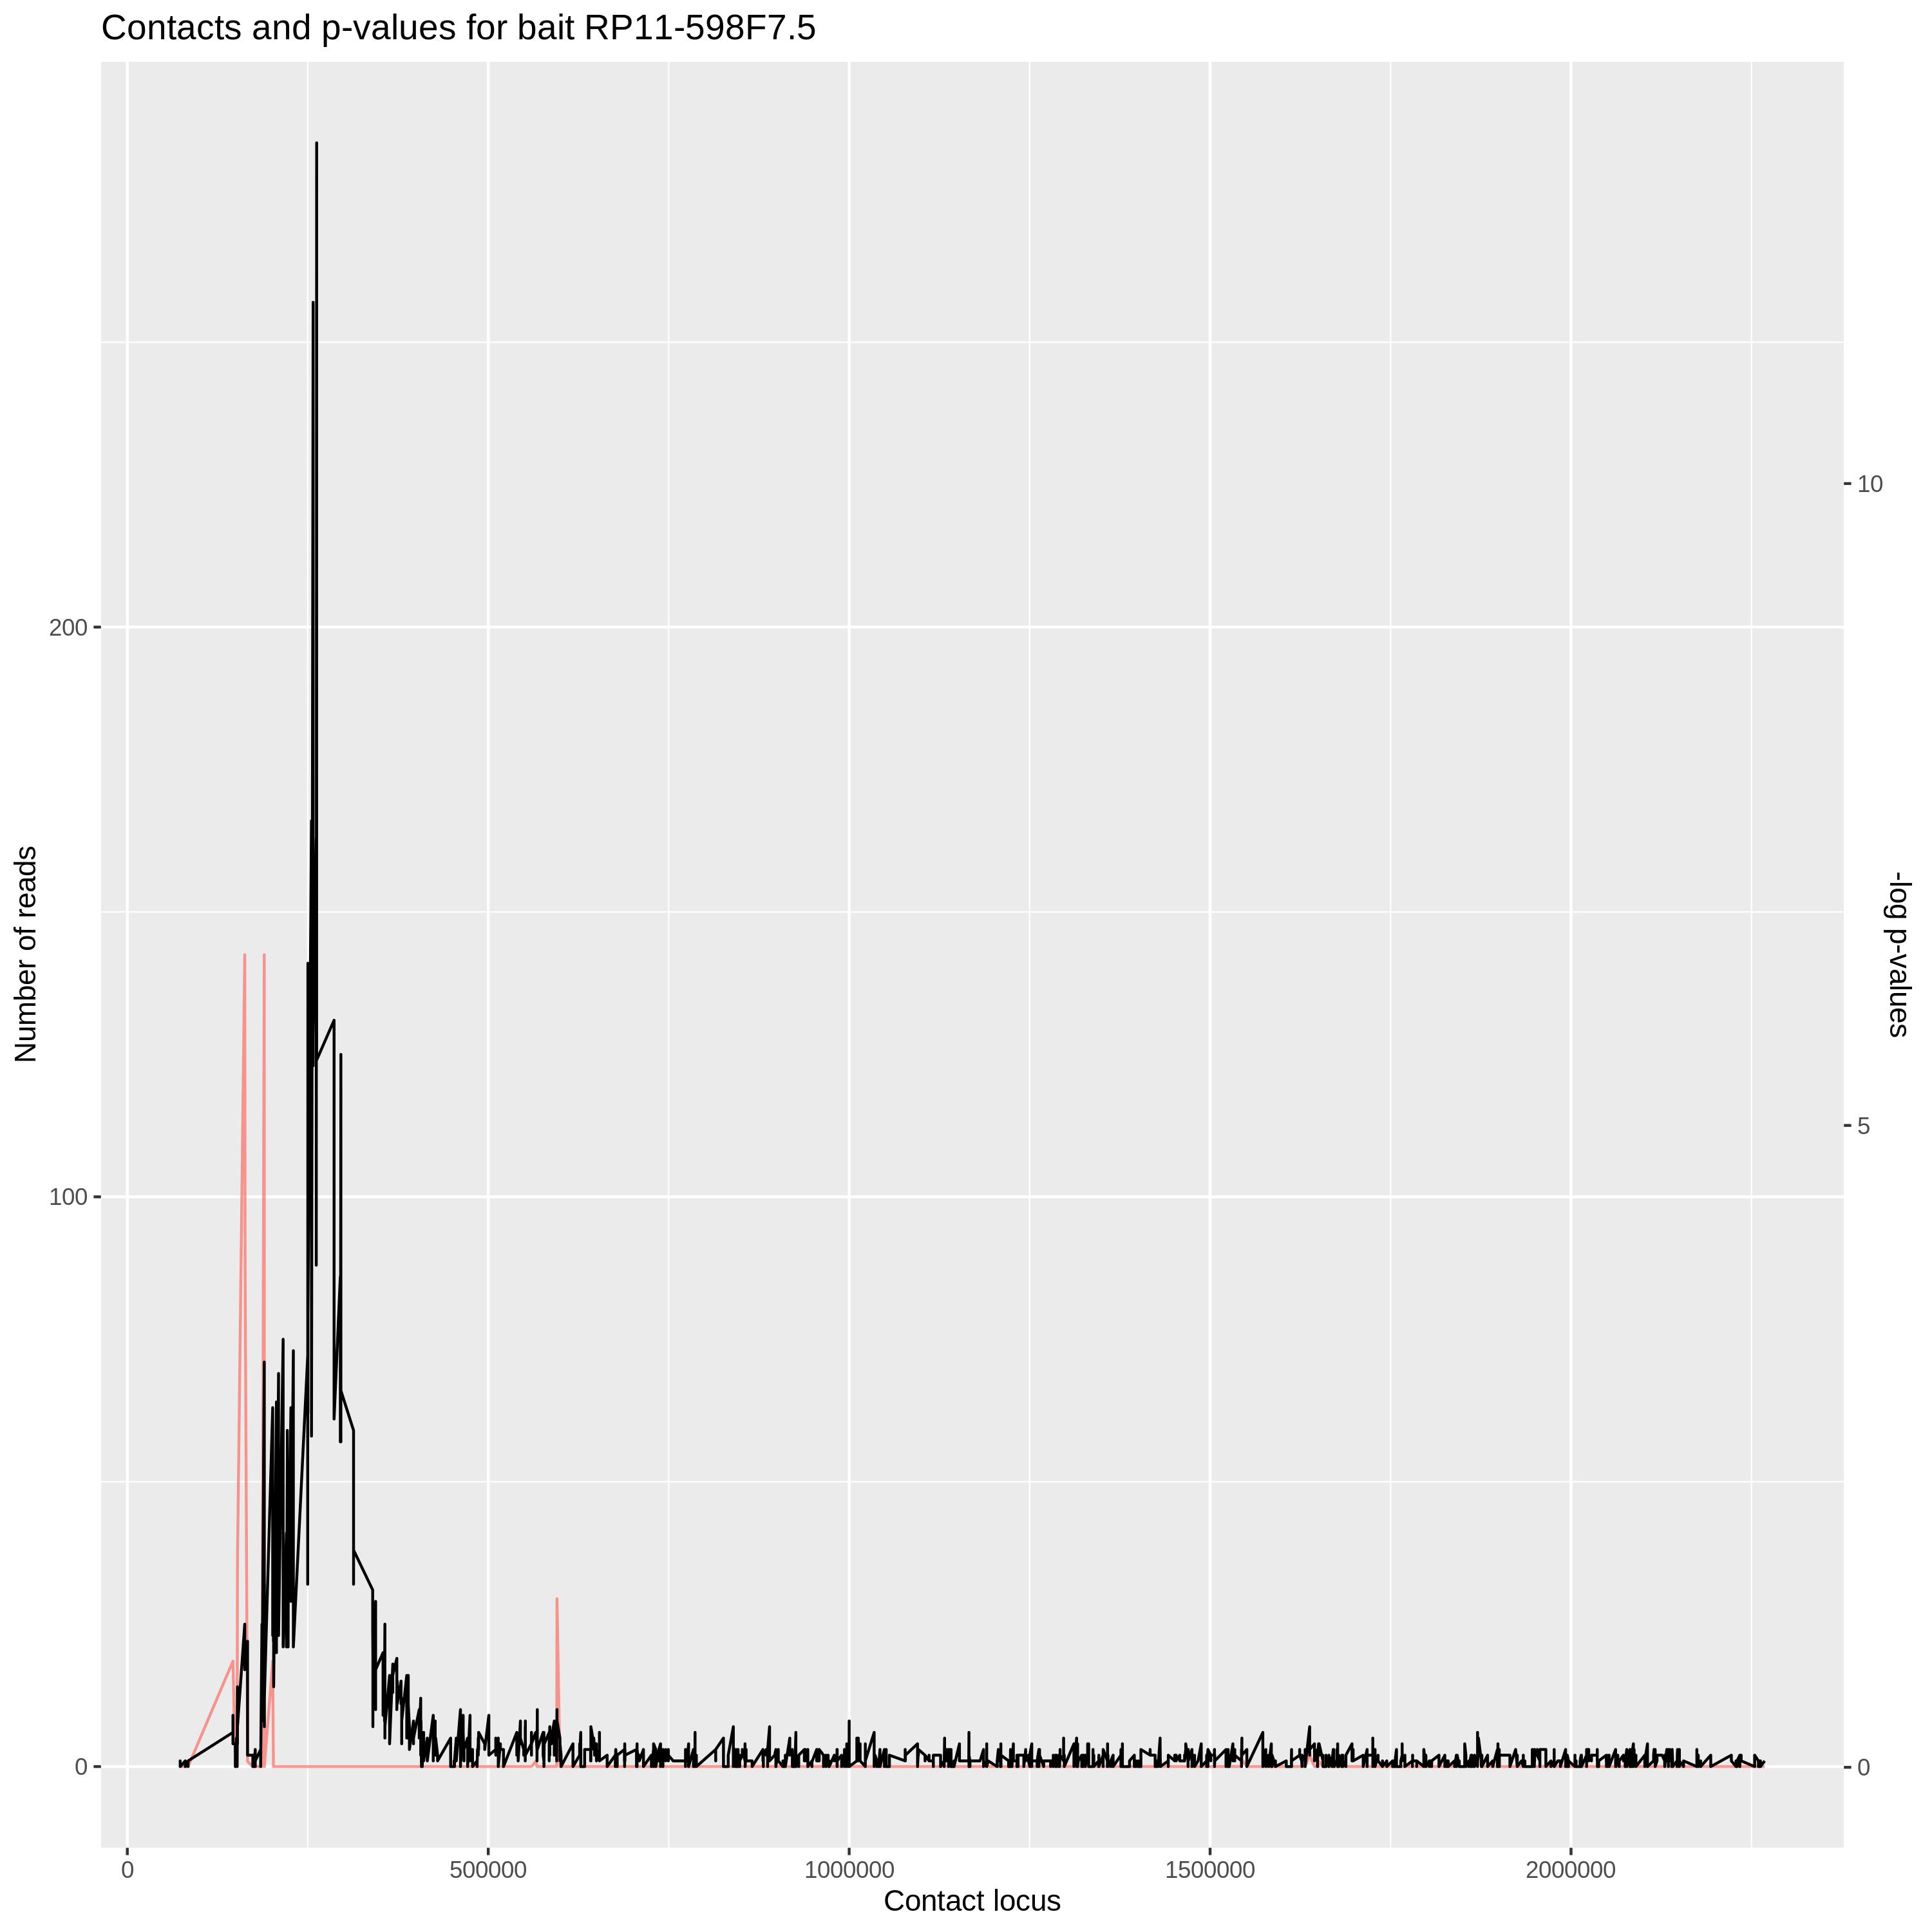 Contacts and p-values for bait RP11-598F7.5
Number of reads
200
100
0
10
5
0
-log p-values
0 500000 1000000 1500000 2000000
Contact locus